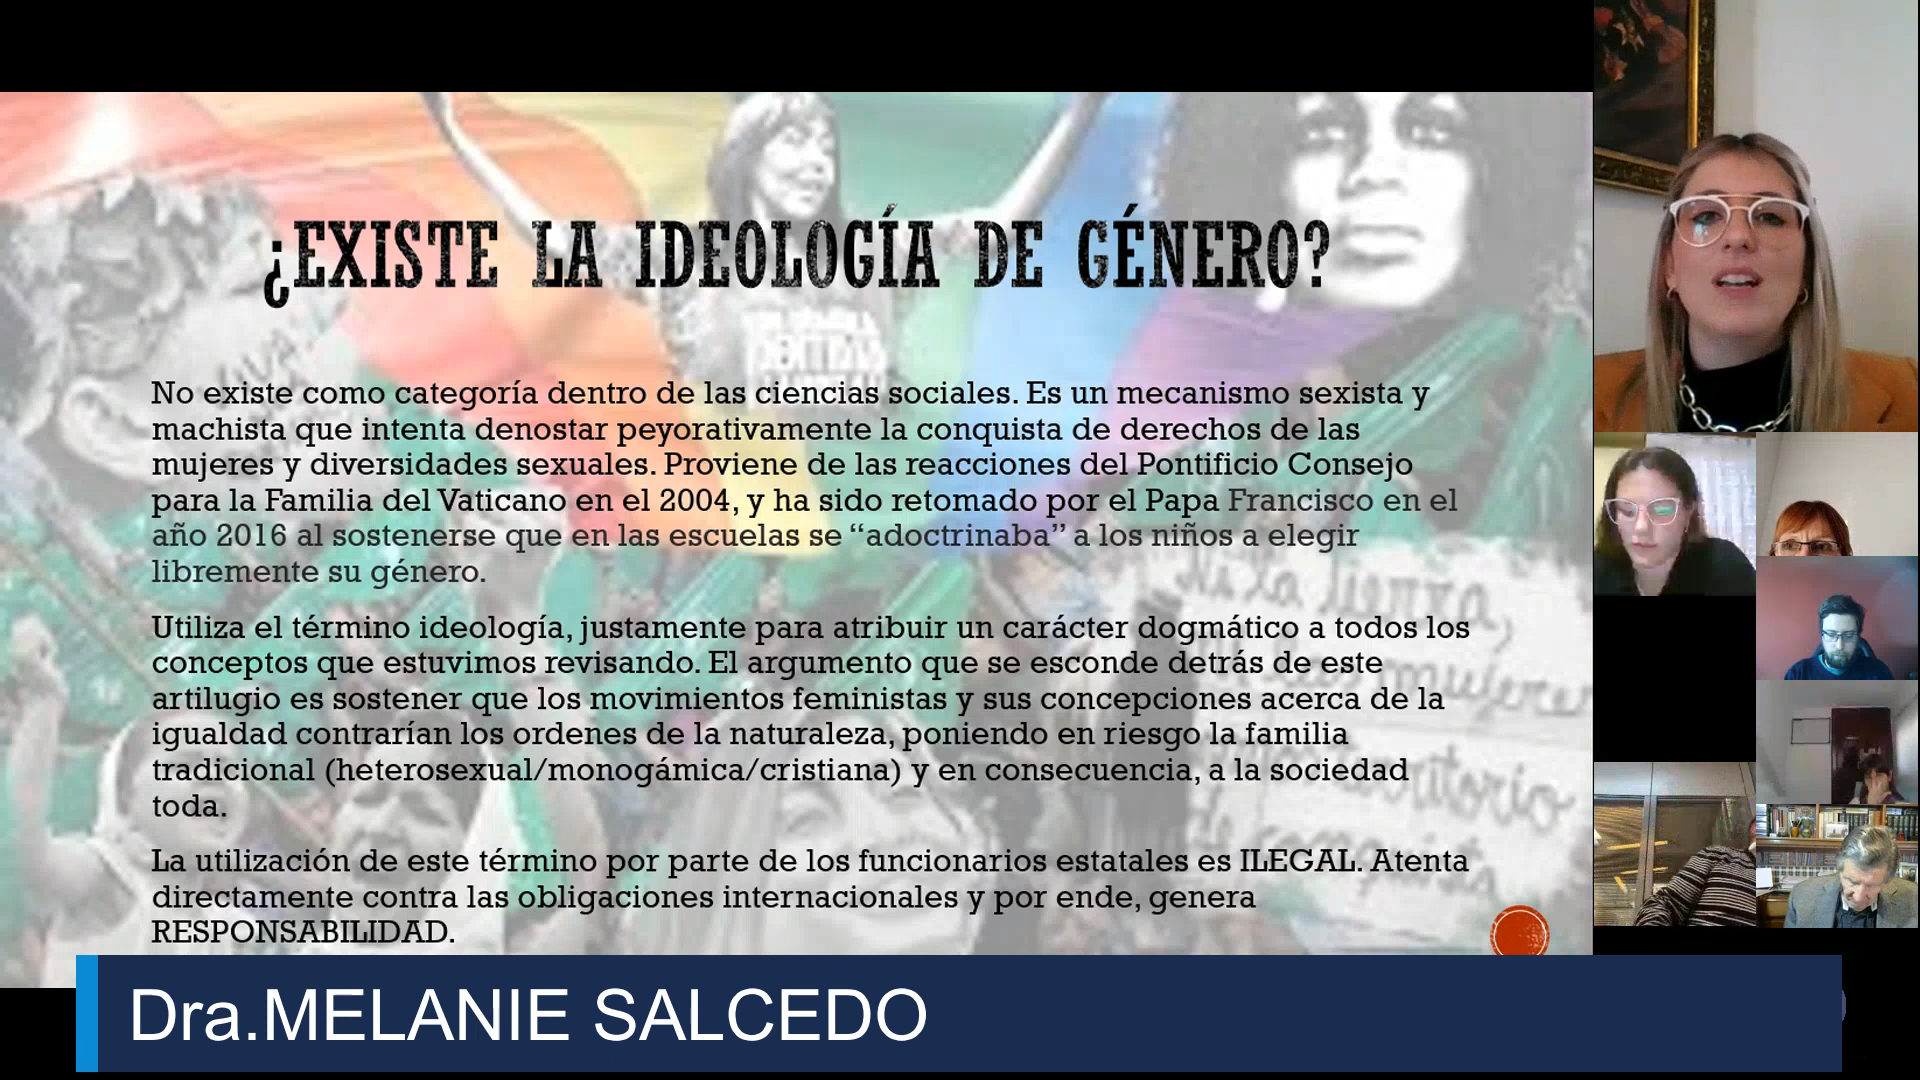 ¿EXISTE LA IDEOLOGÍA DE GÉNERO?
No existe como categoría dentro de las ciencias sociales. Es un mecanismo sexista y
machista que intenta denostar peyorativamente la conquista de derechos de las
mujeres y diversidades sexuales. Proviene de las reacciones del Pontificio Consejo
para la Familia del Vaticano en el 2004, y ha sido retomado por el Papa Francisco en el
año 2016 al sostenerse que en las escuelas se “adoctrinaba” a los niños a elegir
libremente su género.
Utiliza el término ideología, justamente para atribuir un carácter dogmático a todos los
conceptos que estuvimos revisando. El argumento que se esconde detrás de este
artilugio es sostener que los movimientos feministas y sus concepciones acerca de la
igualdad contrarían los ordenes de la naturaleza, poniendo en riesgo la familia
tradicional (heterosexual/monogámica/cristiana) y en consecuencia, a la sociedad
toda.
La utilización de este término por parte de los funcionarios estatales es ILEGAL. Atenta
directamente contra las obligaciones internacionales y por ende, genera
RESPONSABILIDAD.
Ni la tierra,
mujeres
territorio
de conquista
Dra.MELANIE SALCEDO